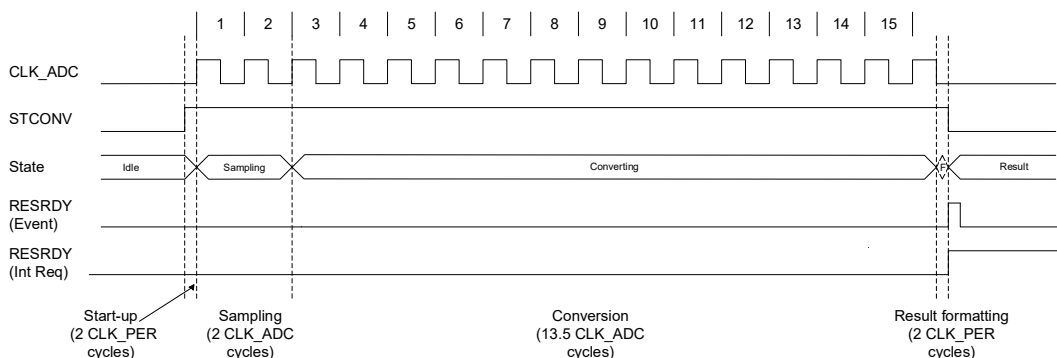 1 2 3 4 5 6 7 8 9 10 11 12 13 14 15
CLK_ADC
STCONV
State Idle Sampling Converting F Result
RESRDY
(Event)
RESRDY
(Int Req)
Start-up Sampling Conversion Result formatting
(2 CLK_PER (2 CLK_ADC (13.5 CLK_ADC (2 CLK_PER
cycles) cycles) cycles) cycles)